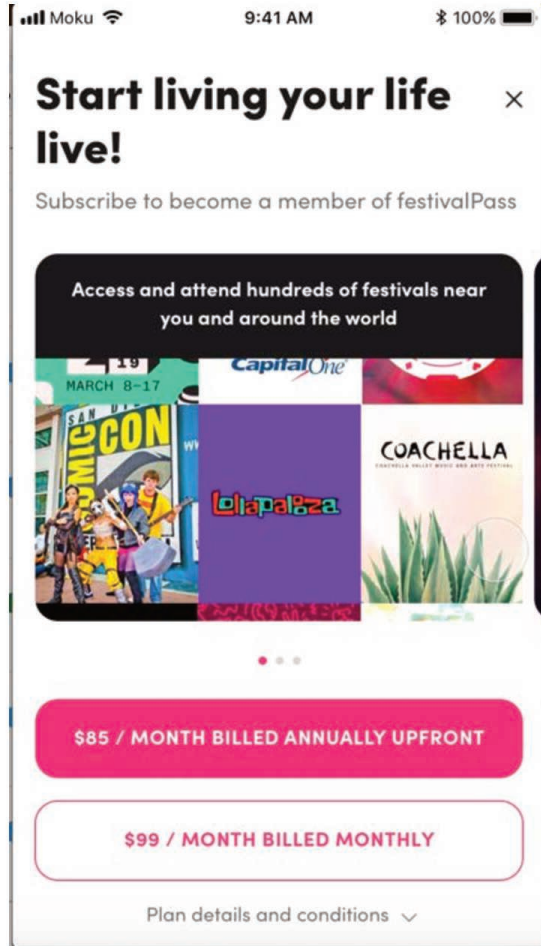 Moku
9:41 AM
100%
Start living your life
live!
Subscribe to become a member of festivalPass
Access and attend hundreds of festivals near
you and around the world
19
MARCH 8-17
Capital One
SAN
COMIC
CON
Lollapalooza
COACHELLA
COACHELLA VALLEY MUSIC AND ARTS FESTIVAL
$85 / MONTH BILLED ANNUALLY UPFRONT
$99 / MONTH BILLED MONTHLY
Plan details and conditions